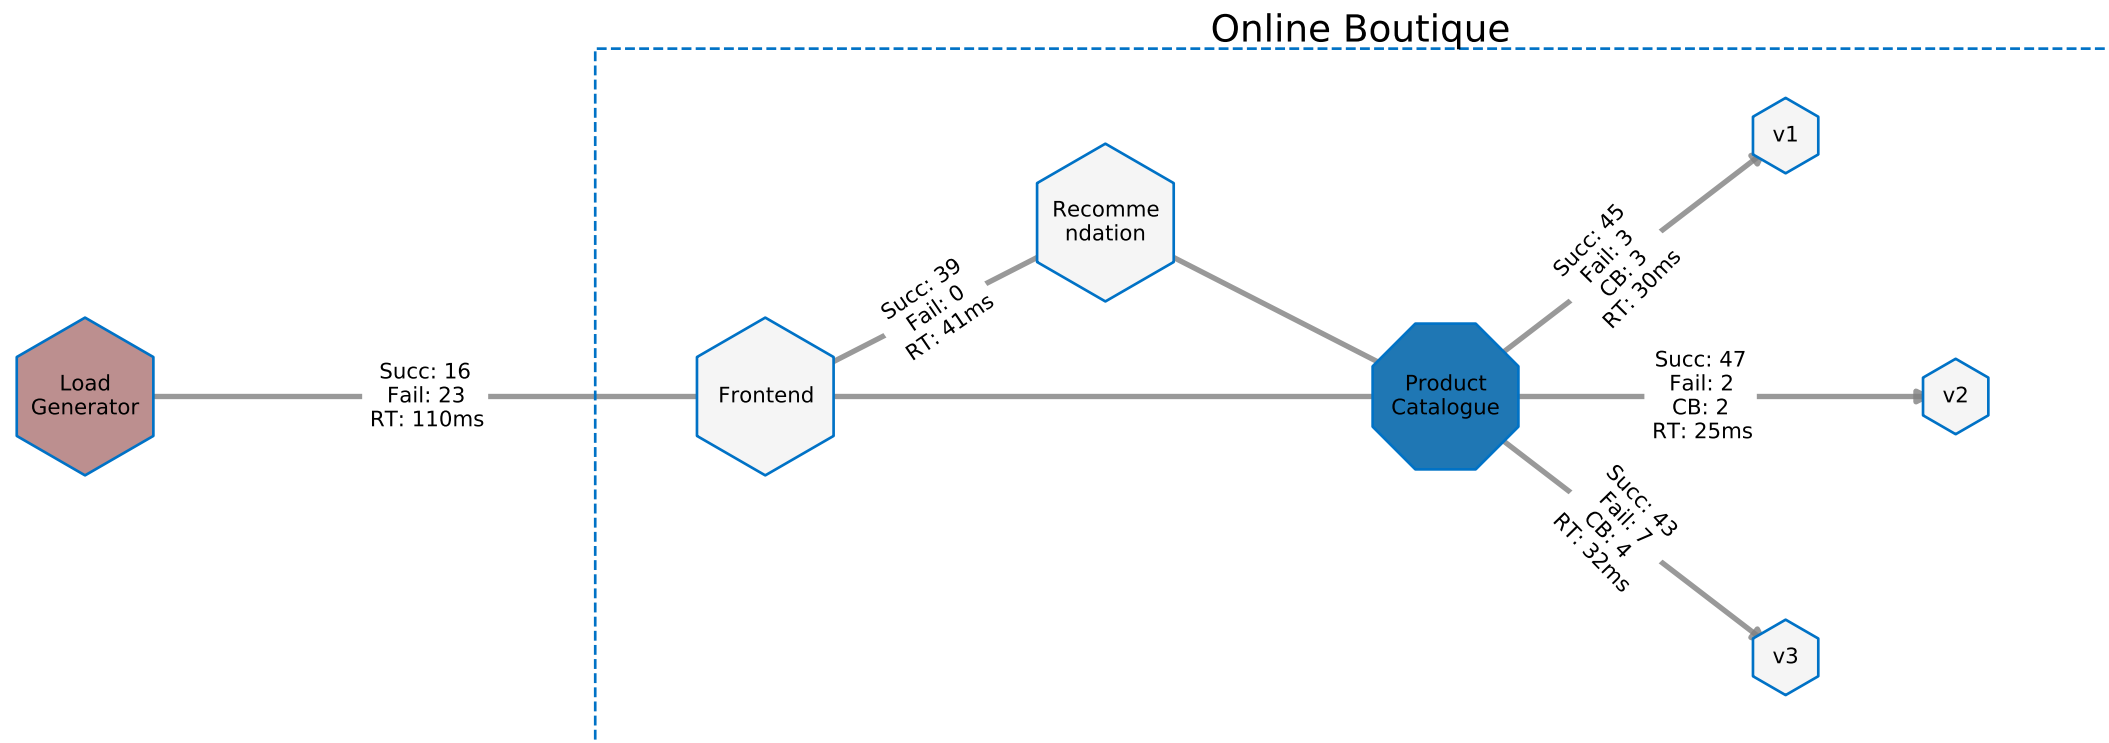 Online Boutique
Load
Generator
Succ: 16
Fail: 23
RT: 110ms
Frontend
Succ: 39
Fail: 0
RT: 41ms
Recomme
ndation
Product
Catalogue
Succ: 45
Fail: 3
CB: 3
RT: 30ms
v1
Succ: 47
Fail: 2
CB: 2
RT: 25ms
v2
Succ: 43
Fail: 7
CB: 4
RT: 32ms
v3